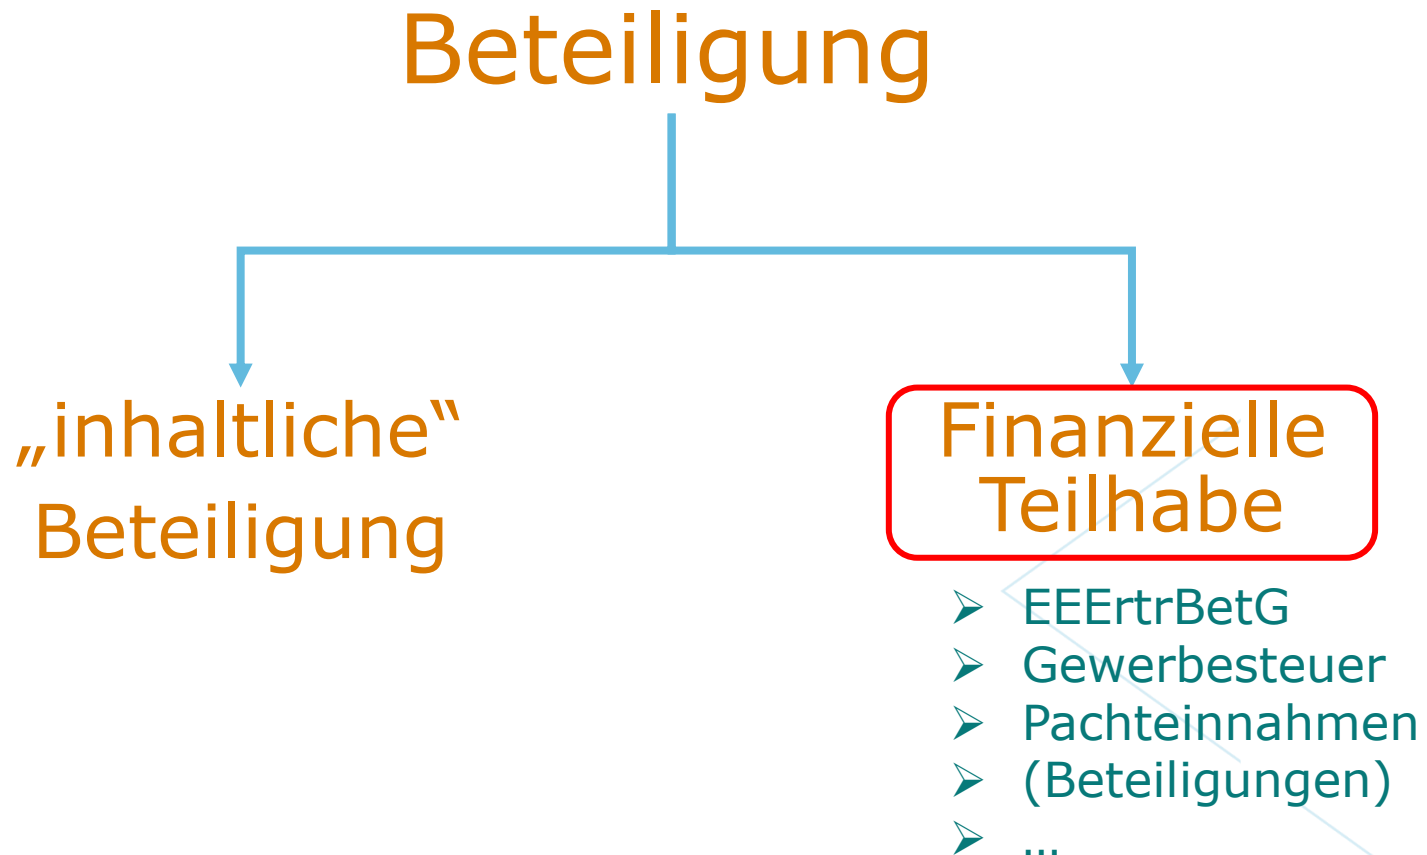 Beteiligung
„inhaltliche“
Beteiligung
Finanzielle
Teilhabe
➢ EEErtrBetG
➢ Gewerbesteuer
➢ Pachteinnahmen
➢ (Beteiligungen)
➢ …